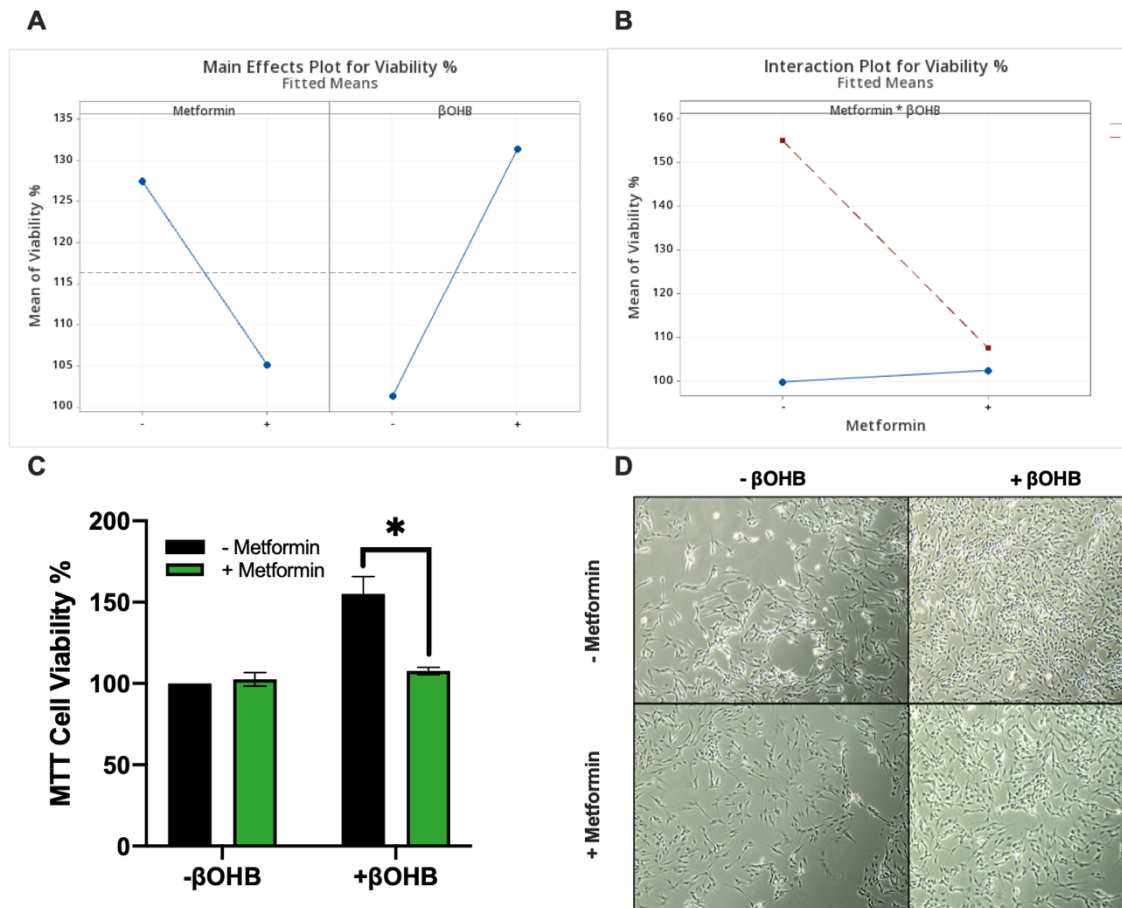 A
Main Effects Plot for Viability %
Fitted Means
Metformin
βOHB
Mean of Viability %
135
130
125
120
115
110
105
100
-
+
-
+
B
Interaction Plot for Viability %
Fitted Means
Metformin * βOHB
Mean of Viability %
160
150
140
130
120
110
100
-
+
Metformin
C
MTT Cell Viability %
200
150
100
50
0
- Metformin
+ Metformin
*
-βOHB
+βOHB
D
- βOHB
+ βOHB
- Metformin
+ Metformin